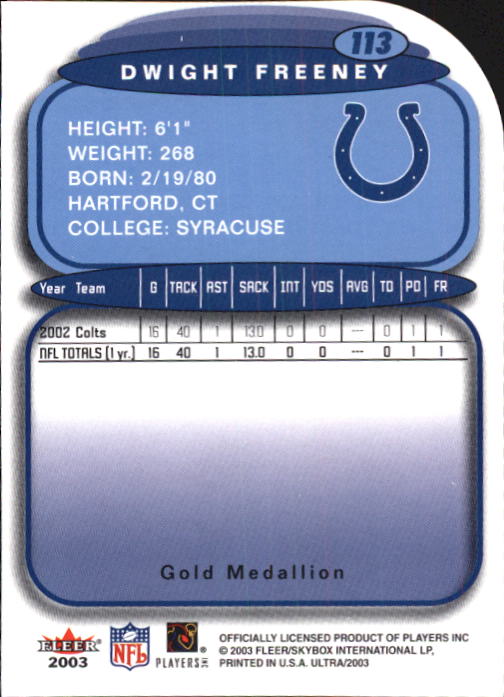 113
DWIGHT FREENEY
HEIGHT: 6'1"
WEIGHT: 268
BORN: 2/19/80
HARTFORD, CT
COLLEGE: SYRACUSE
Year Team G TACK AST SACK INT YDS AVG TD PD FR
2002 Colts 16 40 1 13.0 0 0 --- 0 1 1
NFL TOTALS (1 yr.) 16 40 1 13.0 0 0 --- 0 1 1
Gold Medallion
FLEER 2003
NFL
PLAYERS INC
OFFICIALLY LICENSED PRODUCT OF PLAYERS INC
© 2003 FLEER/SKYBOX INTERNATIONAL LP,
PRINTED IN U.S.A. ULTRA/2003